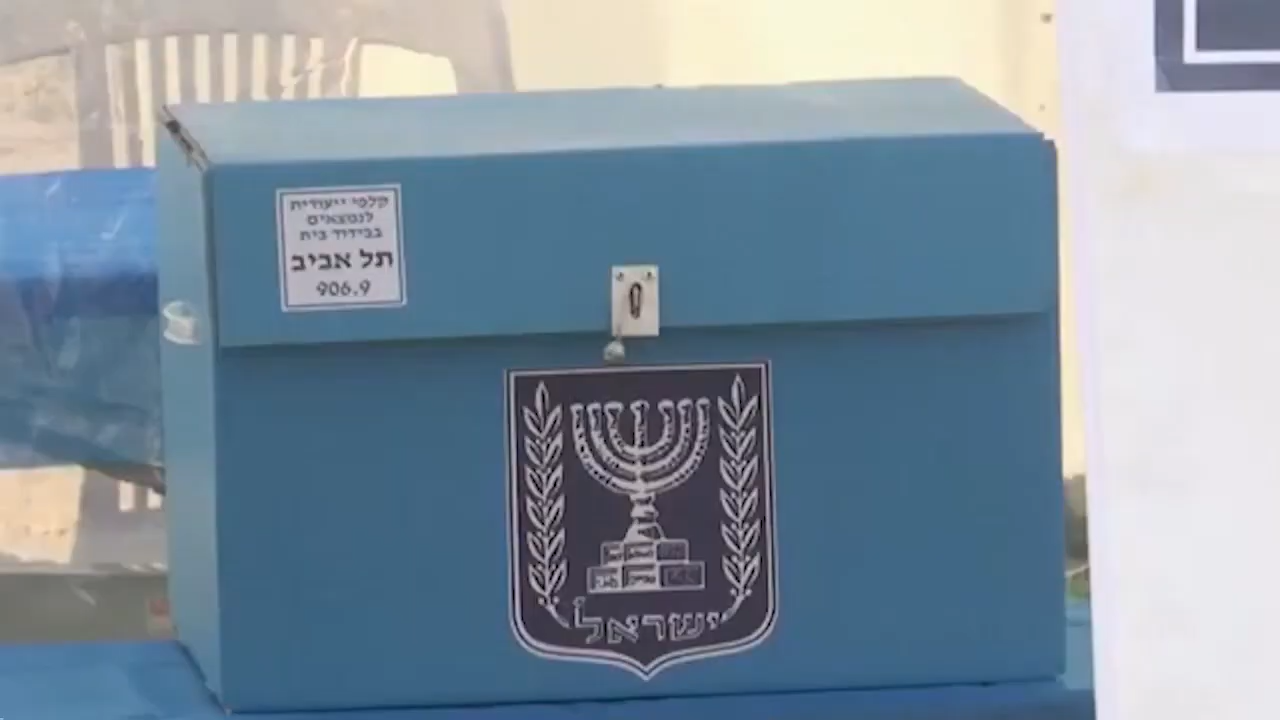 קלפי ייעודית
לנמצאים
בבידוד בית
תל אביב
906.9
ישראל